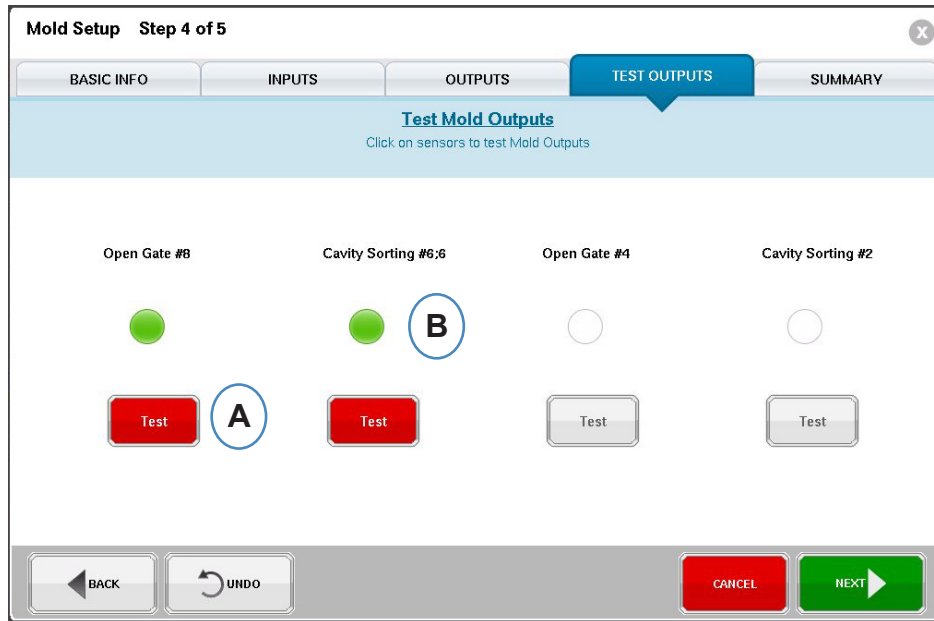 Mold Setup Step 4 of 5
X
BASIC INFO
INPUTS
OUTPUTS
TEST OUTPUTS
SUMMARY
Test Mold Outputs
Click on sensors to test Mold Outputs
Open Gate #8
Cavity Sorting #6;6
Open Gate #4
Cavity Sorting #2
B
Test
A
Test
Test
Test
BACK
UNDO
CANCEL
NEXT